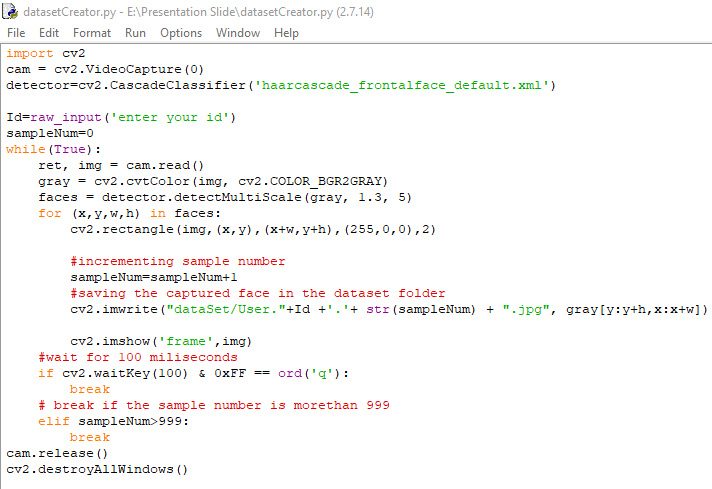 datasetCreator.py - E:\Presentation Slide\datasetCreator.py (2.7.14)
File Edit Format Run Options Window Help
import cv2
cam = cv2.VideoCapture(0)
detector=cv2.CascadeClassifier('haarcascade_frontalface_default.xml')

Id=raw_input('enter your id')
sampleNum=0
while(True):
    ret, img = cam.read()
    gray = cv2.cvtColor(img, cv2.COLOR_BGR2GRAY)
    faces = detector.detectMultiScale(gray, 1.3, 5)
    for (x,y,w,h) in faces:
        cv2.rectangle(img,(x,y),(x+w,y+h),(255,0,0),2)

        #incrementing sample number
        sampleNum=sampleNum+1
        #saving the captured face in the dataset folder
        cv2.imwrite("dataSet/User."+Id +'.'+ str(sampleNum) + ".jpg", gray[y:y+h,x:x+w])

        cv2.imshow('frame',img)
    #wait for 100 miliseconds
    if cv2.waitKey(100) & 0xFF == ord('q'):
        break
    # break if the sample number is morethan 999
    elif sampleNum>999:
        break
cam.release()
cv2.destroyAllWindows()